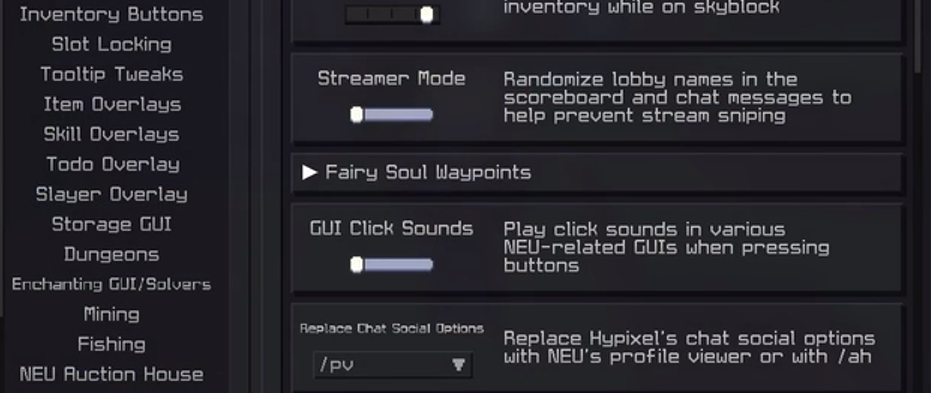 Inventory Buttons
Slot Locking
Tooltip Tweaks
Item Overlays
Skill Overlays
Todo Overlay
Slayer Overlay
Storage GUI
Dungeons
Enchanting GUI/Solvers
Mining
Fishing
NEU Auction House
inventory while on skyblock
Streamer Mode
Randomize lobby names in the
scoreboard and chat messages to
help prevent stream sniping
Fairy Soul Waypoints
GUI Click Sounds
Play click sounds in various
NEU-related GUIs when pressing
buttons
Replace Chat Social Options
/pv
Replace Hypixel's chat social options
with NEU's profile viewer or with /ah